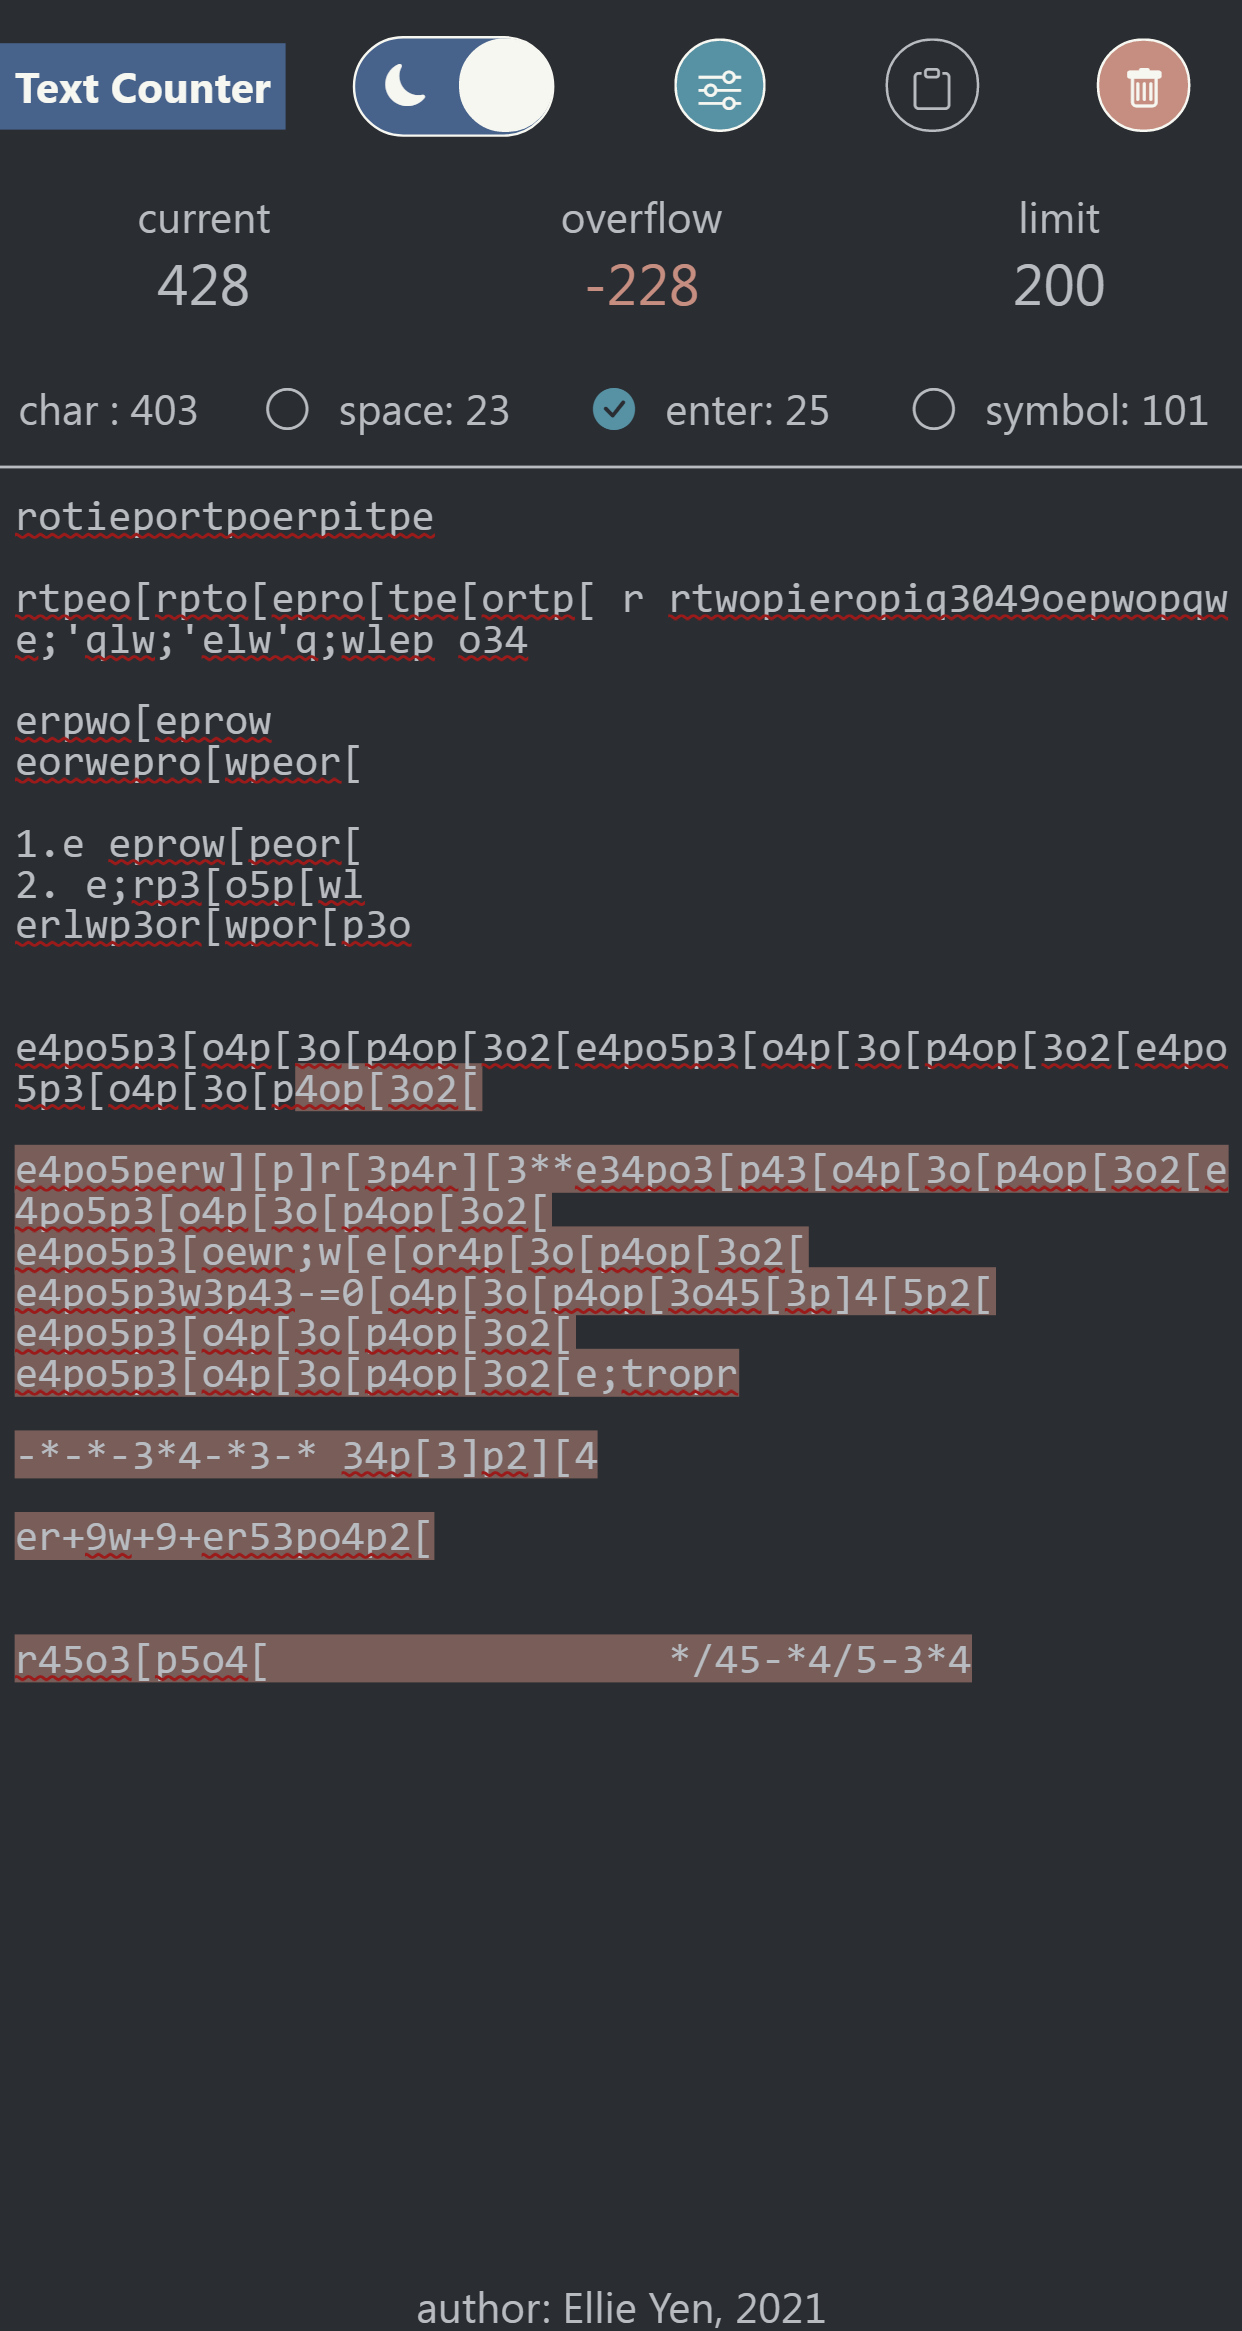 Text Counter
current overflow limit
428 -228 200
char : 403 space: 23 enter: 25 symbol: 101
rotieportpoerpitpe
rtpeo[rpto[epro[tpe[ortp[ r rtwopieropiq3049oepwopqw
e;'qlw;'elw'q;wlep o34
erpwo[eprow
eorwepro[wpeor[
1.e eprow[peor[
2. e;rp3[o5p[wl
erlwp3or[wpor[p3o
e4po5p3[o4p[3o[p4op[3o2[e4po5p3[o4p[3o[p4op[3o2[e4po
5p3[o4p[3o[p4op[3o2[
e4po5perw][p]r[3p4r][3**e34po3[p43[o4p[3o[p4op[3o2[e
4po5p3[o4p[3o[p4op[3o2[
e4po5p3[oewr;w[e[or4p[3o[p4op[3o2[
e4po5p3w3p43-=0[o4p[3o[p4op[3o45[3p]4[5p2[
e4po5p3[o4p[3o[p4op[3o2[
e4po5p3[o4p[3o[p4op[3o2[e;tropr
-*-*-3*4-*3-* 34p[3]p2][4
er+9w+9+er53po4p2[
r45o3[p5o4[                 */45-*4/5-3*4
author: Ellie Yen, 2021